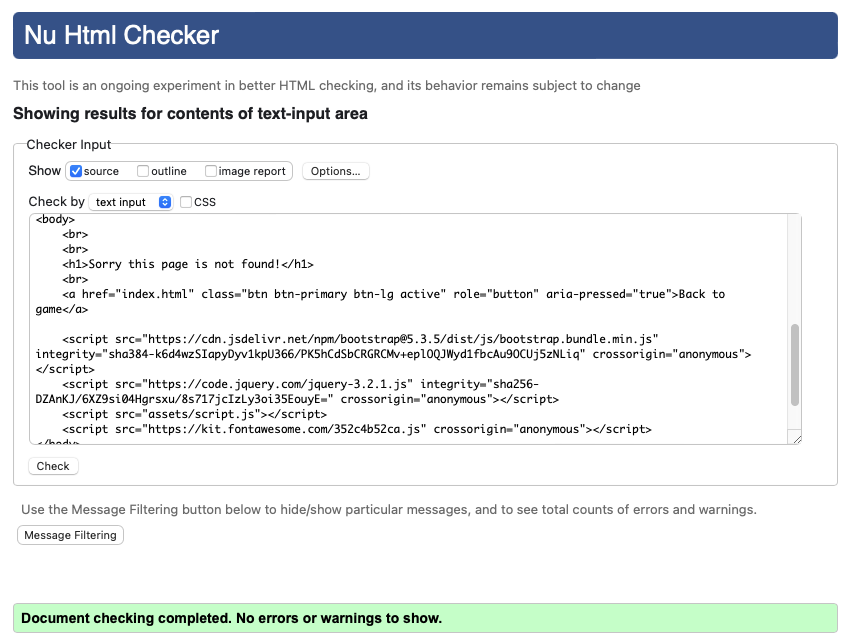 Nu Html Checker
This tool is an ongoing experiment in better HTML checking, and its behavior remains subject to change
Showing results for contents of text-input area
Checker Input
Show source outline image report Options...
Check by text input CSS
<body>
<br>
<br>
<h1>Sorry this page is not found!</h1>
<br>
<a href="index.html" class="btn btn-primary btn-lg active" role="button" aria-pressed="true">Back to
game</a>
<script src="https://cdn.jsdelivr.net/npm/bootstrap@5.3.5/dist/js/bootstrap.bundle.min.js"
integrity="sha384-k6d4wzSIapyDyv1kpU366/PK5hCdSbCRGRCMv+eplOQJWyd1fbcAu9OCUj5zNLiq" crossorigin="anonymous">
</script>
<script src="https://code.jquery.com/jquery-3.2.1.js" integrity="sha256-
DZAnKJ/6XZ9si04Hgrsxu/8s717jcIzLy3oi35EouyE=" crossorigin="anonymous"></script>
<script src="assets/script.js"></script>
<script src="https://kit.fontawesome.com/352c4b52ca.js" crossorigin="anonymous"></script>
</body>
Check
Use the Message Filtering button below to hide/show particular messages, and to see total counts of errors and warnings.
Message Filtering
Document checking completed. No errors or warnings to show.